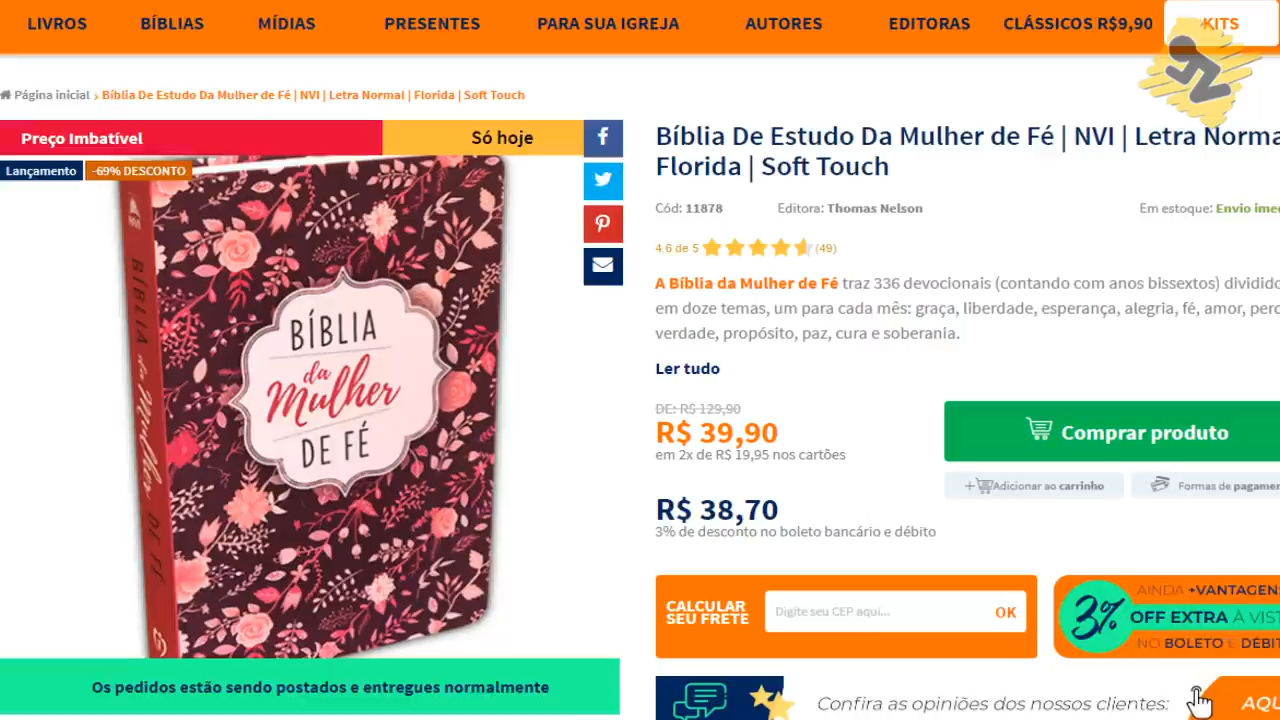 LIVROS BÍBLIAS MÍDIAS PRESENTES PARA SUA IGREJA AUTORES EDITORAS CLÁSSICOS R$9,90 KITS
Página inicial › Bíblia De Estudo Da Mulher de Fé | NVI | Letra Normal | Florida | Soft Touch
Preço Imbatível Só hoje
Lançamento -69% DESCONTO
BÍBLIA da Mulher DE FÉ
BÍBLIA
da
Mulher
DE FÉ
Os pedidos estão sendo postados e entregues normalmente
Bíblia De Estudo Da Mulher de Fé | NVI | Letra Norma
Florida | Soft Touch
Cód: 11878 Editora: Thomas Nelson Em estoque: Envio ime
4.6 de 5 (49)
A Bíblia da Mulher de Fé traz 336 devocionais (contando com anos bissextos) dividido
em doze temas, um para cada mês: graça, liberdade, esperança, alegria, fé, amor, perd
verdade, propósito, paz, cura e soberania.
Ler tudo
DE: R$ 129,90
R$ 39,90
em 2x de R$ 19,95 nos cartões
Comprar produto
+ Adicionar ao carrinho Formas de pagamen
R$ 38,70
3% de desconto no boleto bancário e débito
CALCULAR
SEU FRETE
Digite seu CEP aqui... OK
3%
AINDA +VANTAGENS
OFF EXTRA À VIST
NO BOLETO E DÉBIT
Confira as opiniões dos nossos clientes: AQU